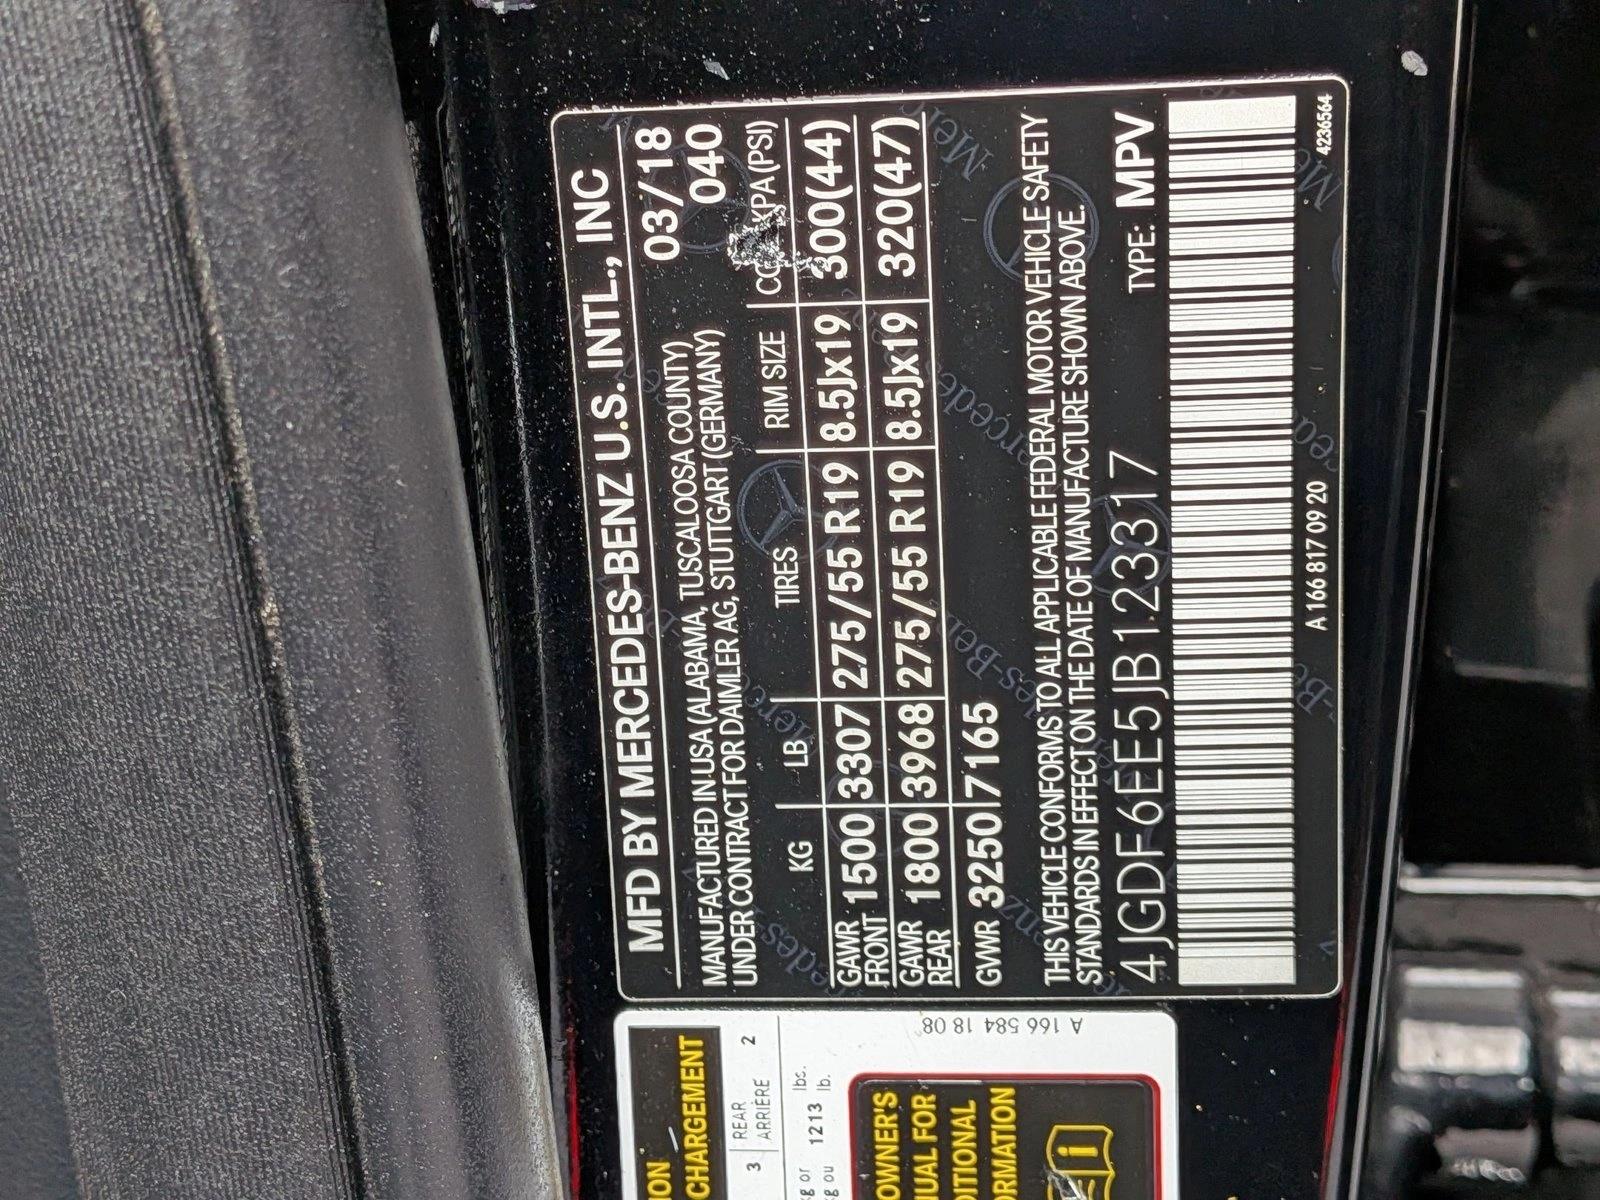 MFD BY MERCEDES-BENZ U.S. INTL., INC
MANUFACTURED IN USA (ALABAMA, TUSCALOOSA COUNTY) 03/18
UNDER CONTRACT FOR DAIMLER AG, STUTTGART (GERMANY) 040
KG LB TIRES RIM SIZE KPA (PSI)
GAWR FRONT 1500 3307 275/55 R19 8.5Jx19 300(44)
GAWR REAR 1800 3968 275/55 R19 8.5Jx19 320(47)
GVWR 3250 7165
THIS VEHICLE CONFORMS TO ALL APPLICABLE FEDERAL MOTOR VEHICLE SAFETY
STANDARDS IN EFFECT ON THE DATE OF MANUFACTURE SHOWN ABOVE.
4JGDF6EE5JB123317 TYPE: MPV
A 166 817 09 20
4236564
CHARGEMENT
3 REAR 2
ARRIÈRE
kg or 1213 lbs.
kg ou lb.
A 166 584 18 08
OWNER'S
FOR